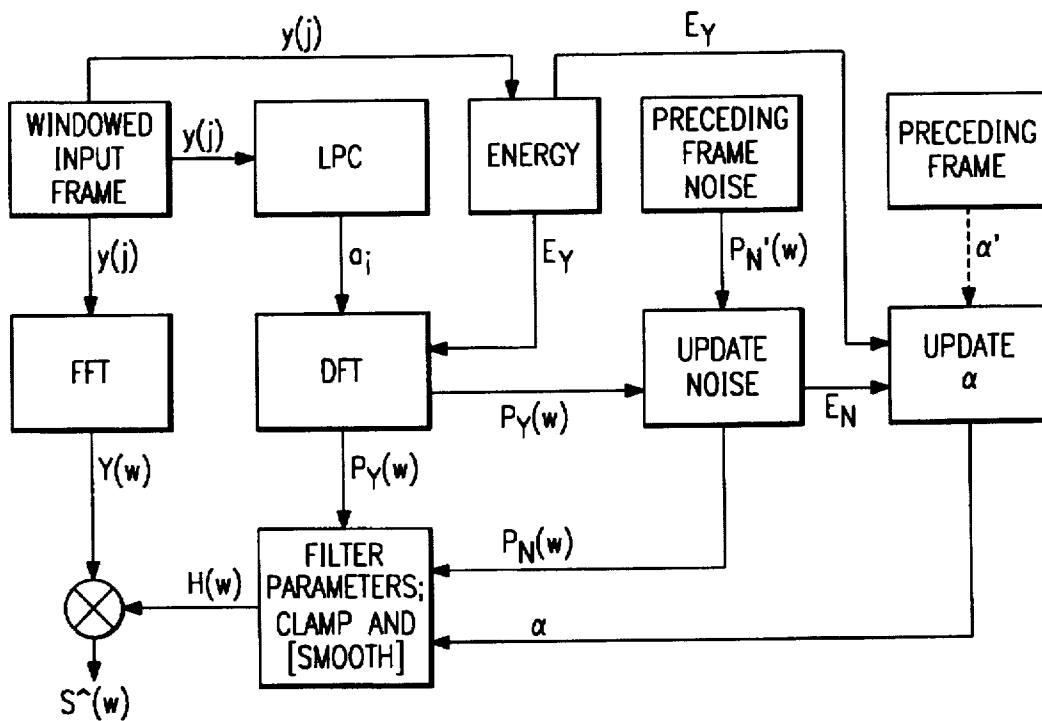 y(j)
E_Y
WINDOWED
INPUT
FRAME
y(j)
LPC
ENERGY
PRECEDING
FRAME
NOISE
PRECEDING
FRAME
y(j)
a_i
E_Y
P_N'(w)
α'
FFT
DFT
UPDATE
NOISE
UPDATE
α
P_Y(w)
E_N
Y(w)
P_Y(w)
P_N(w)
H(w)
FILTER
PARAMETERS;
CLAMP AND
[SMOOTH]
α
S^(w)